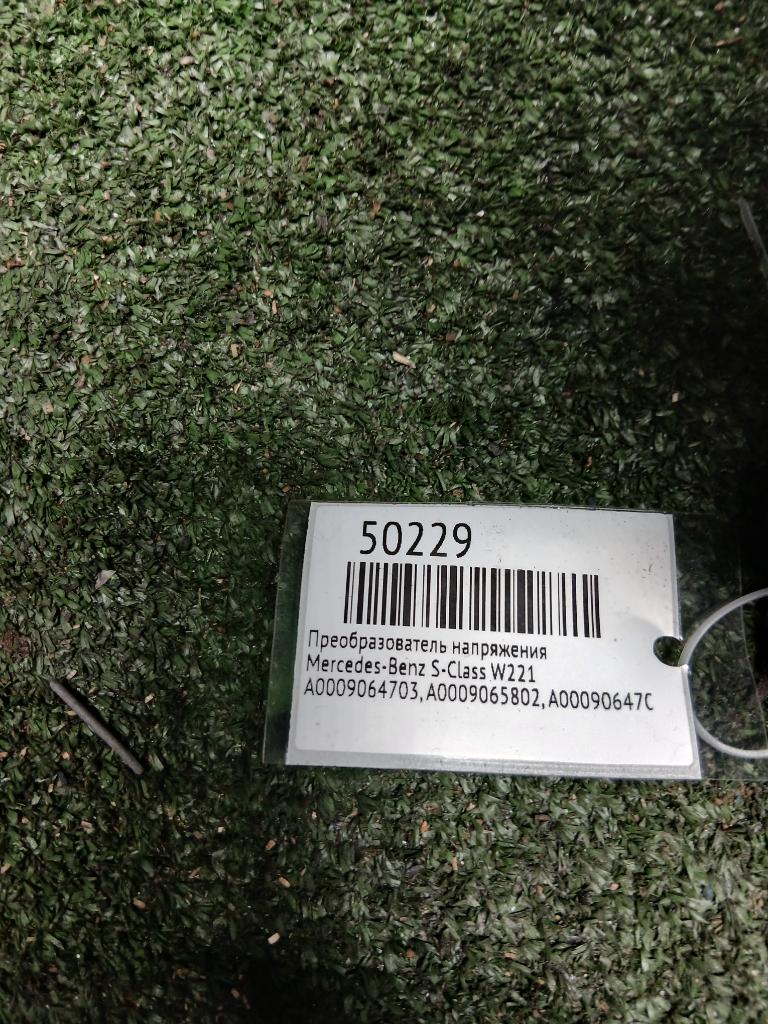 50229
Преобразователь напряжения
Mercedes-Benz S-Class W221
A0009064703, A0009065802, A00090647C